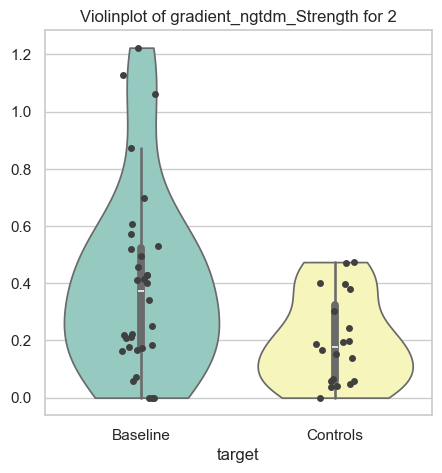 Violinplot of gradient_ngtdm_Strength for 2
1.2
1.0
0.8
0.6
0.4
0.2
0.0
Baseline
Controls
target